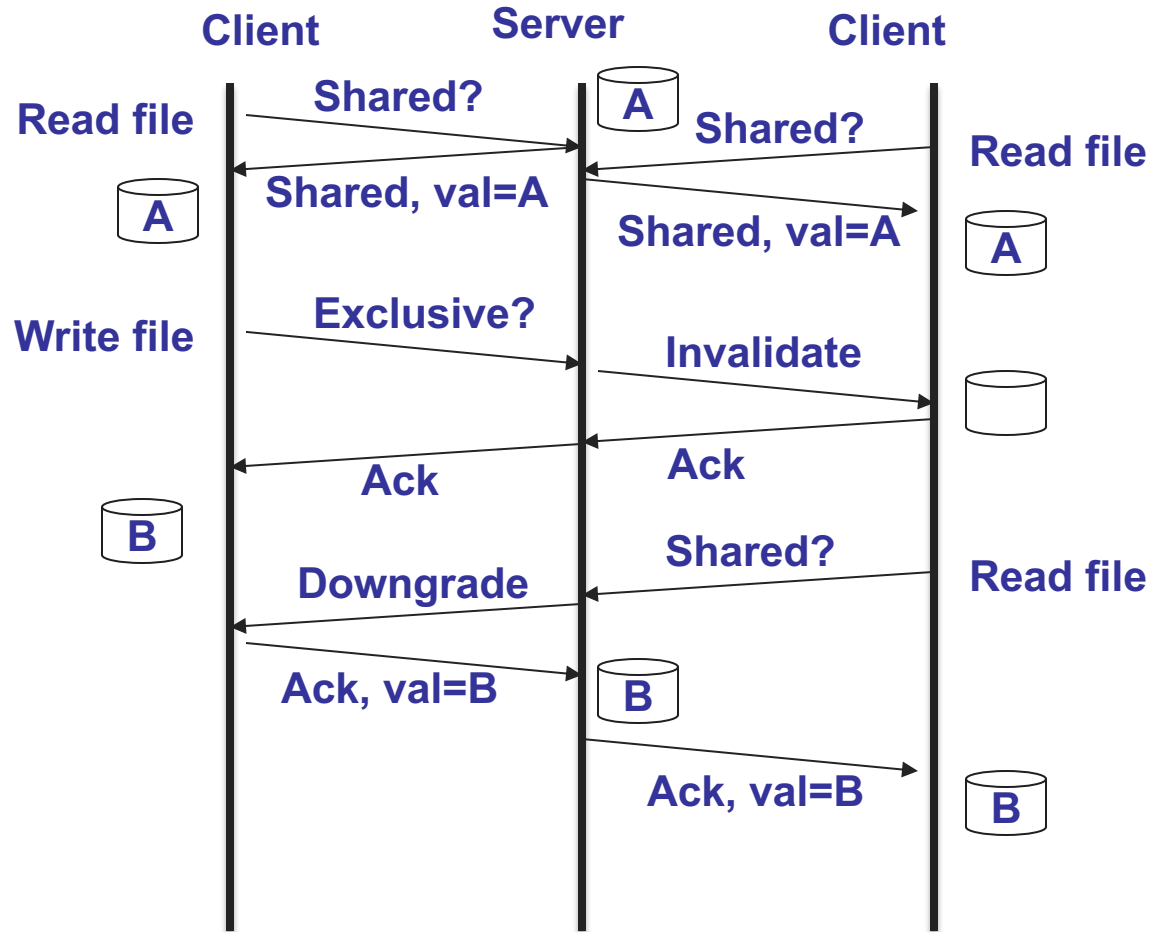 Client
Server
Client
Shared?
A
Read file
Shared?
Read file
Shared, val=A
A
Shared, val=A
A
Exclusive?
Write file
Invalidate
Ack
Ack
B
Shared?
Downgrade
Read file
Ack, val=B
B
Ack, val=B
B